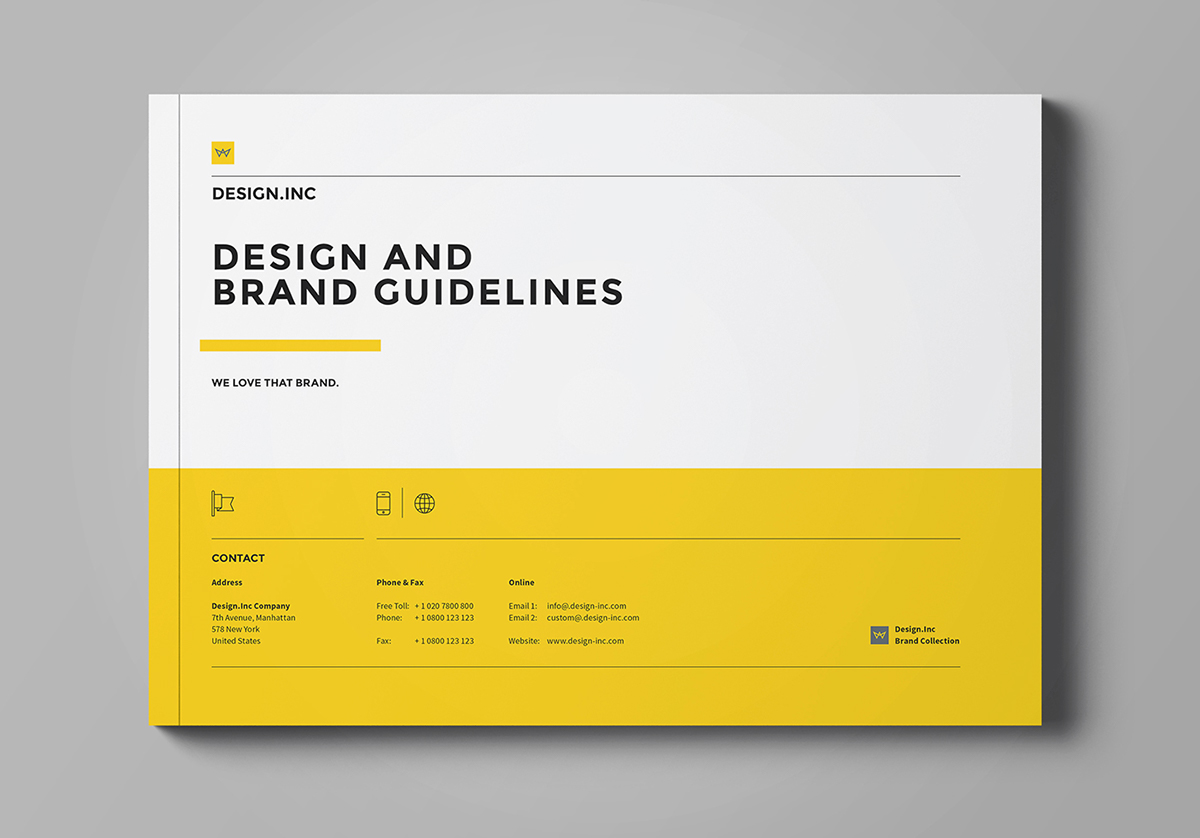 DESIGN.INC
DESIGN AND
BRAND GUIDELINES
WE LOVE THAT BRAND.
CONTACT
Address
Design.Inc Company
7th Avenue, Manhattan
578 New York
United States
Phone & Fax
Free Toll: + 1 020 7800 800
Phone: + 1 0800 123 123
Fax: + 1 0800 123 123
Online
Email 1: info@.design-inc.com
Email 2: custom@.design-inc.com
Website: www.design-inc.com
Design.Inc
Brand Collection